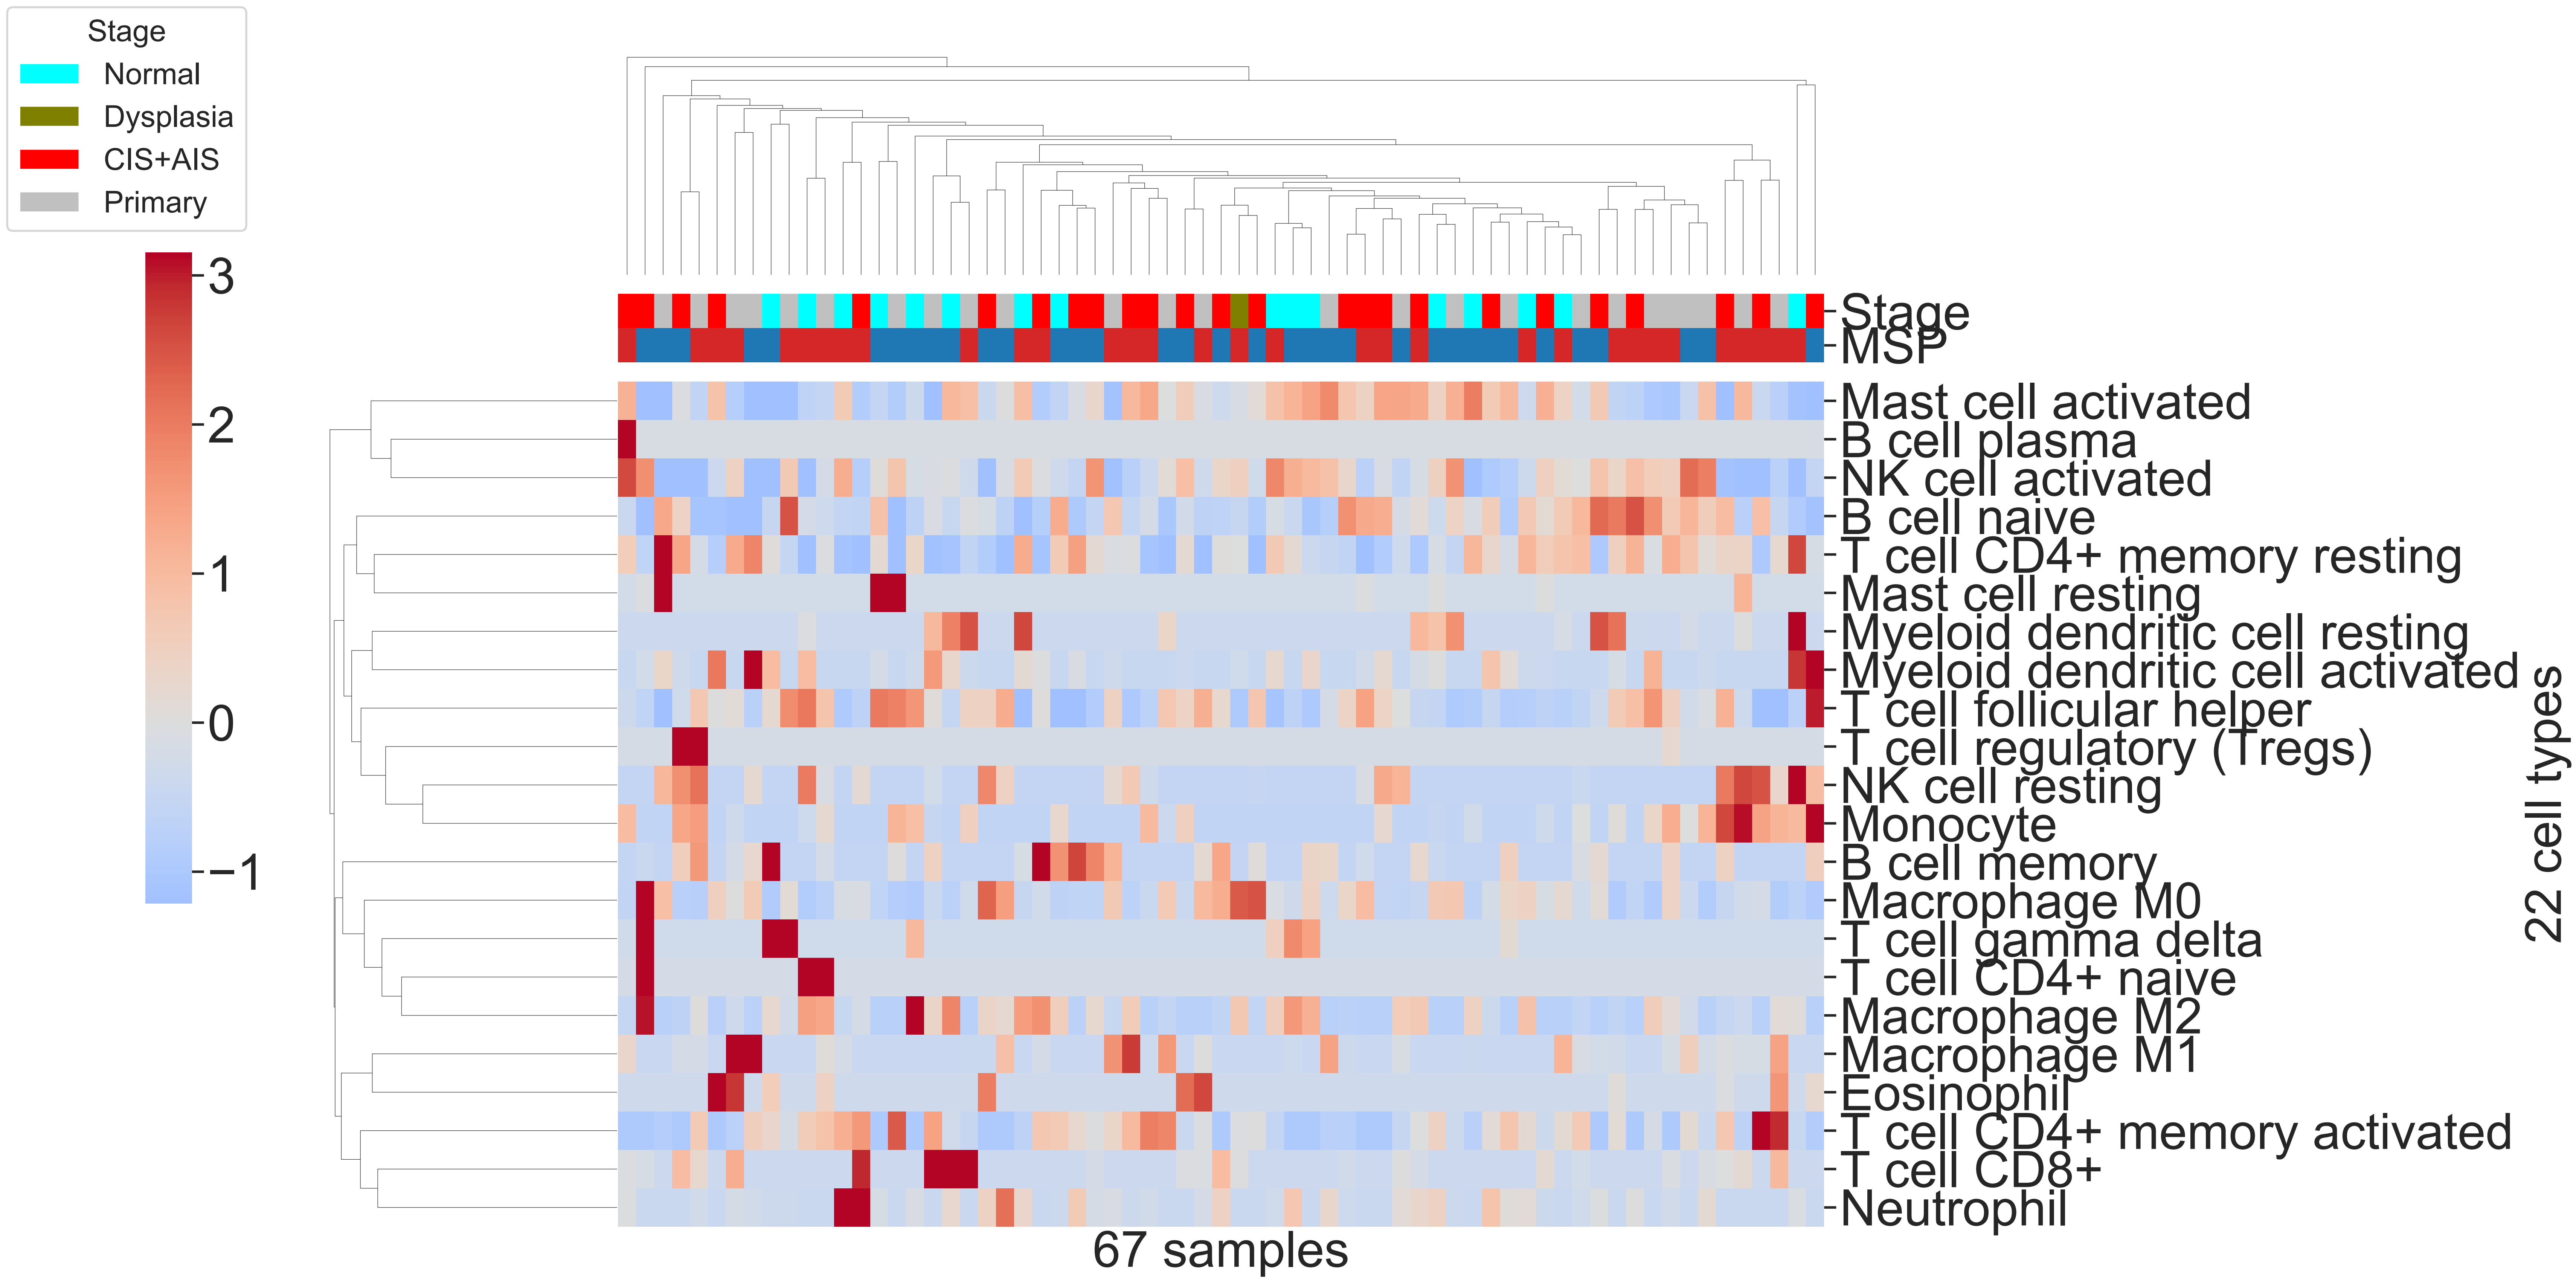 Stage
Normal
Dysplasia
CIS+AIS
Primary
3
2
1
0
−1
Stage
MSP
Mast cell activated
B cell plasma
NK cell activated
B cell naive
T cell CD4+ memory resting
Mast cell resting
Myeloid dendritic cell resting
Myeloid dendritic cell activated
T cell follicular helper
T cell regulatory (Tregs)
NK cell resting
Monocyte
B cell memory
Macrophage M0
T cell gamma delta
T cell CD4+ naive
Macrophage M2
Macrophage M1
Eosinophil
T cell CD4+ memory activated
T cell CD8+
Neutrophil
22 cell types
67 samples